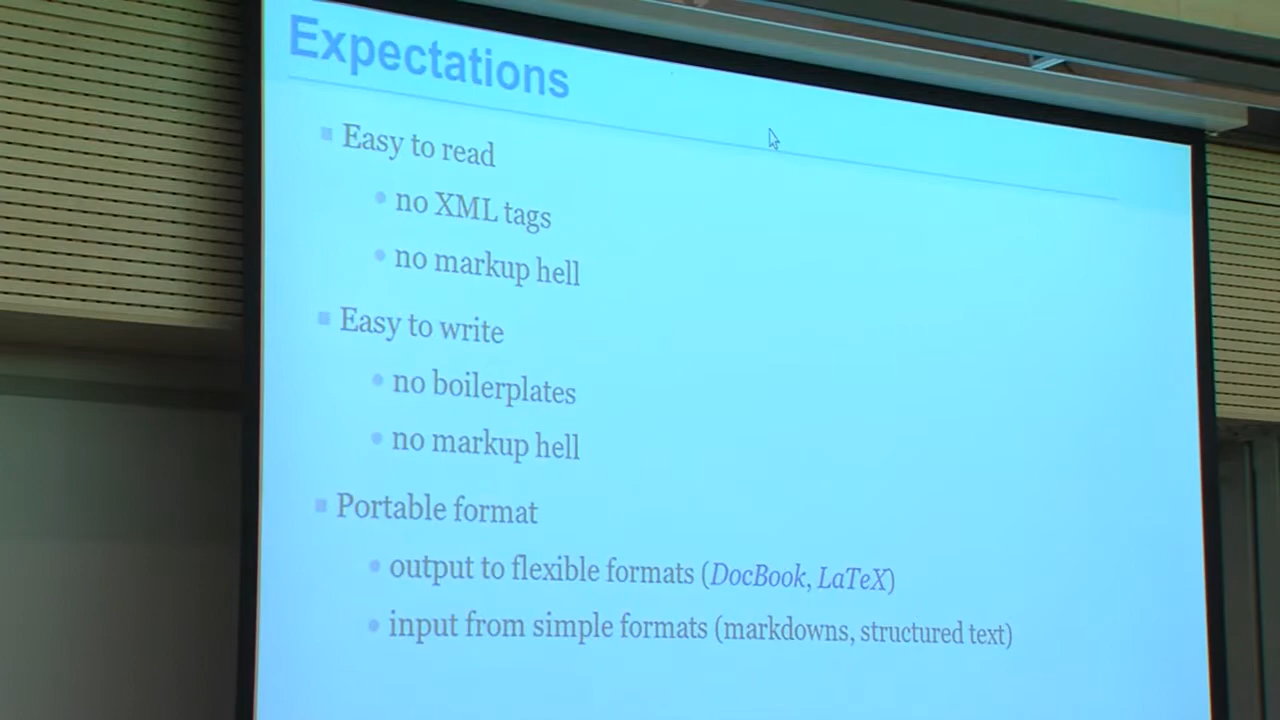 Expectations
Easy to read
no XML tags
no markup hell
Easy to write
no boilerplates
no markup hell
Portable format
output to flexible formats (DocBook, LaTeX)
input from simple formats (markdowns, structured text)